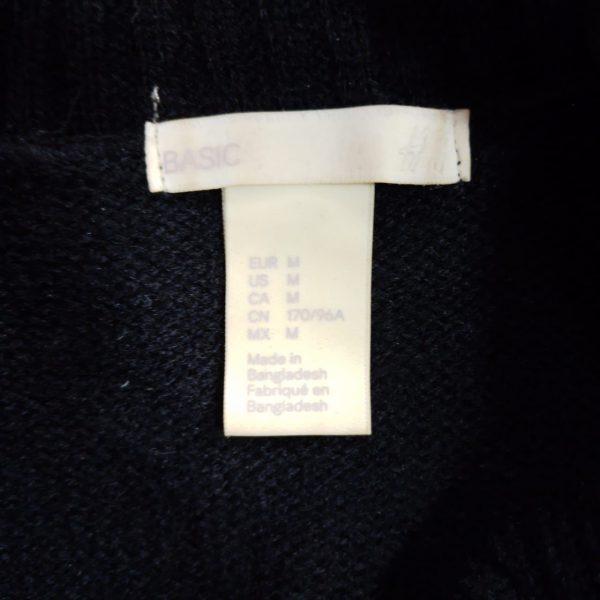 BASIC
EUR M
US M
CA M
CN 170/96A
MX M
Made in
Bangladesh
Fabriqué en
Bangladesh